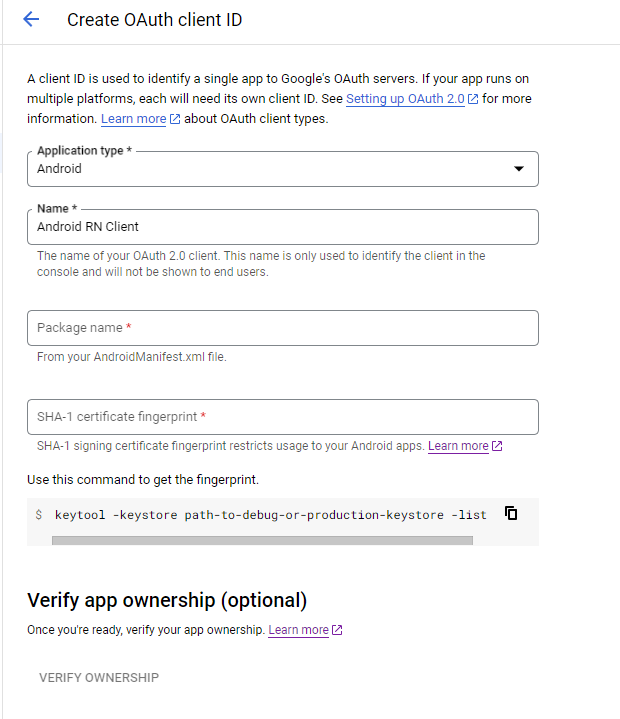 Create OAuth client ID
A client ID is used to identify a single app to Google's OAuth servers. If your app runs on
multiple platforms, each will need its own client ID. See Setting up OAuth 2.0 for more
information. Learn more about OAuth client types.
Application type *
Android
Name *
Android RN Client
The name of your OAuth 2.0 client. This name is only used to identify the client in the
console and will not be shown to end users.
Package name *
From your AndroidManifest.xml file.
SHA-1 certificate fingerprint *
SHA-1 signing certificate fingerprint restricts usage to your Android apps. Learn more
Use this command to get the fingerprint.
$ keytool -keystore path-to-debug-or-production-keystore -list
Verify app ownership (optional)
Once you're ready, verify your app ownership. Learn more
VERIFY OWNERSHIP